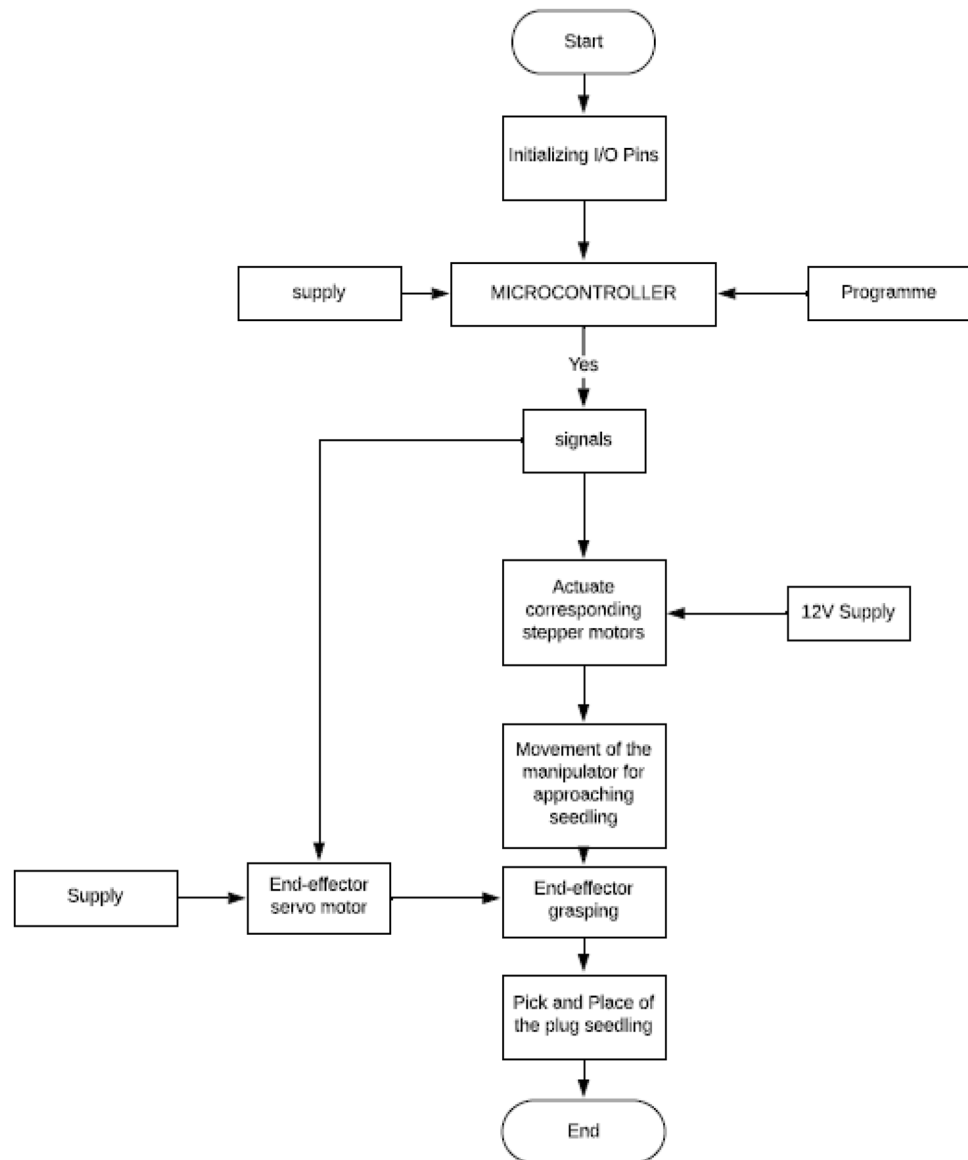 Start
Initializing I/O Pins
supply
MICROCONTROLLER
Programme
Yes
signals
Actuate
corresponding
stepper motors
12V Supply
Movement of the
manipulator for
approaching
seedling
Supply
End-effector
servo motor
End-effector
grasping
Pick and Place of
the plug seedling
End